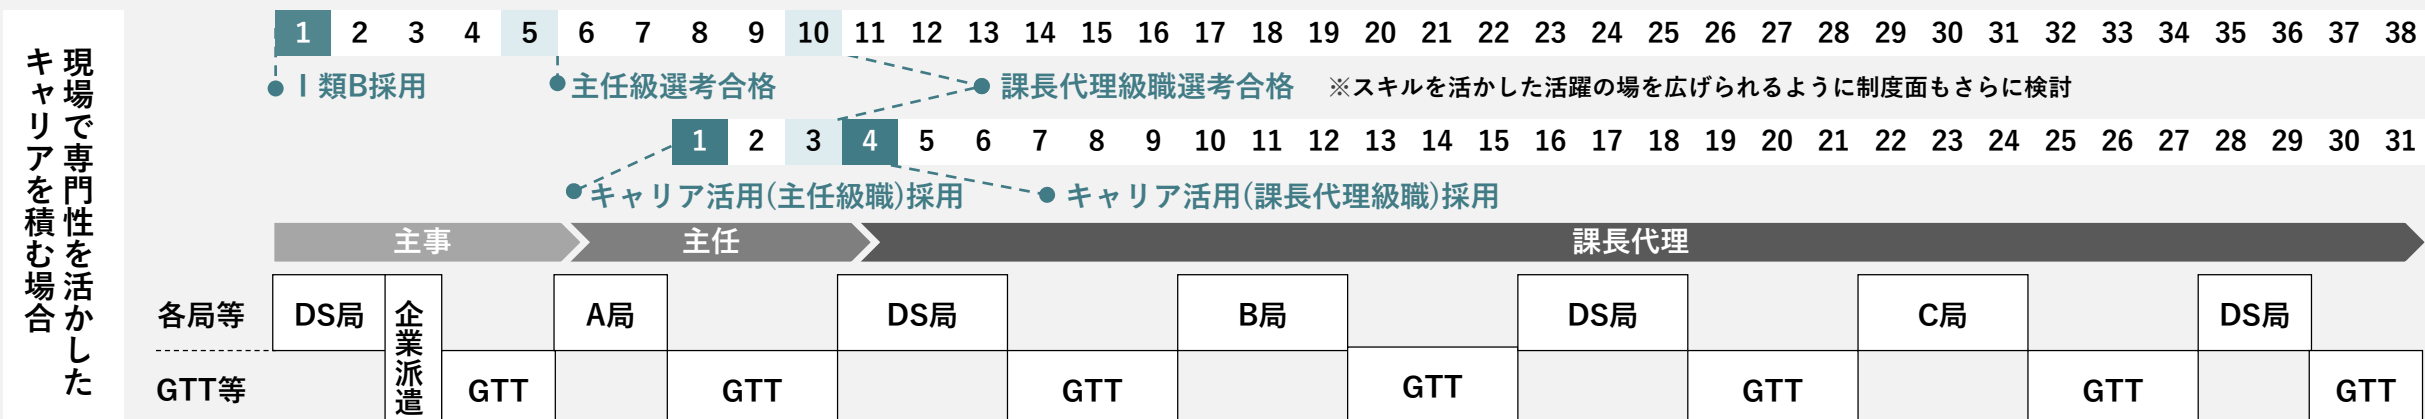 現場で専門性を活かした
キャリアを積む場合
1 2 3 4 5 6 7 8 9 10 11 12 13 14 15 16 17 18 19 20 21 22 23 24 25 26 27 28 29 30 31 32 33 34 35 36 37 38
Ⅰ類B採用 主任級選考合格 課長代理級職選考合格 ※スキルを活かした活躍の場を広げられるように制度面もさらに検討
1 2 3 4 5 6 7 8 9 10 11 12 13 14 15 16 17 18 19 20 21 22 23 24 25 26 27 28 29 30 31
キャリア活用(主任級職)採用 キャリア活用(課長代理級職)採用
主事 主任 課長代理
各局等 DS局 企業派遣 A局 DS局 B局 DS局 C局 DS局
GTT等 GTT GTT GTT GTT GTT GTT GTT